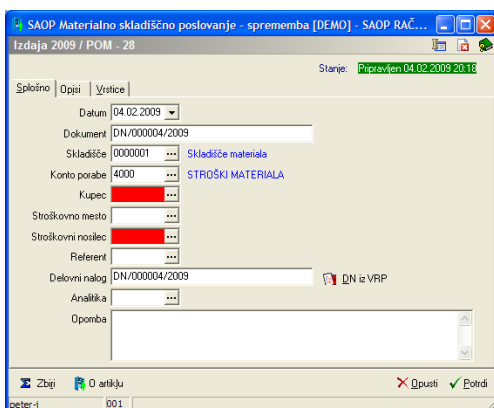 SAOP Materialno skladiščno poslovanje - sprememba [DEMO] - SAOP RAČ...
Izdaja 2009 / POM - 28
Stanje: Pripravljen 04.02.2009 20:18
Splošno Opisi Vrstice
Datum 04.02.2009
Dokument DN/000004/2009
Skladišče 0000001 ... Skladišče materiala
Konto porabe 4000 ... STROŠKI MATERIALA
Kupec ...
Stroškovno mesto ...
Stroškovni nosilec ...
Referent ...
Delovni nalog DN/000004/2009 DN iz VRP
Analitika ...
Opomba
Zbiri O artiklu Opusti Potrdi
peter-i 001